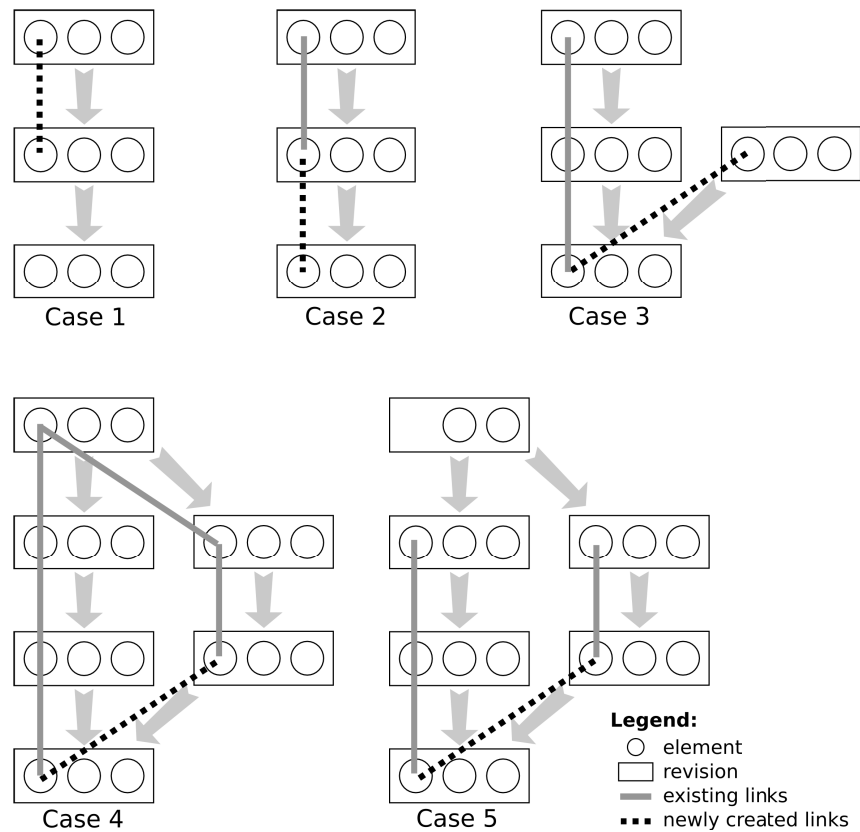 Case 1
Case 2
Case 3
Case 4
Case 5
Legend:
element
revision
existing links
newly created links